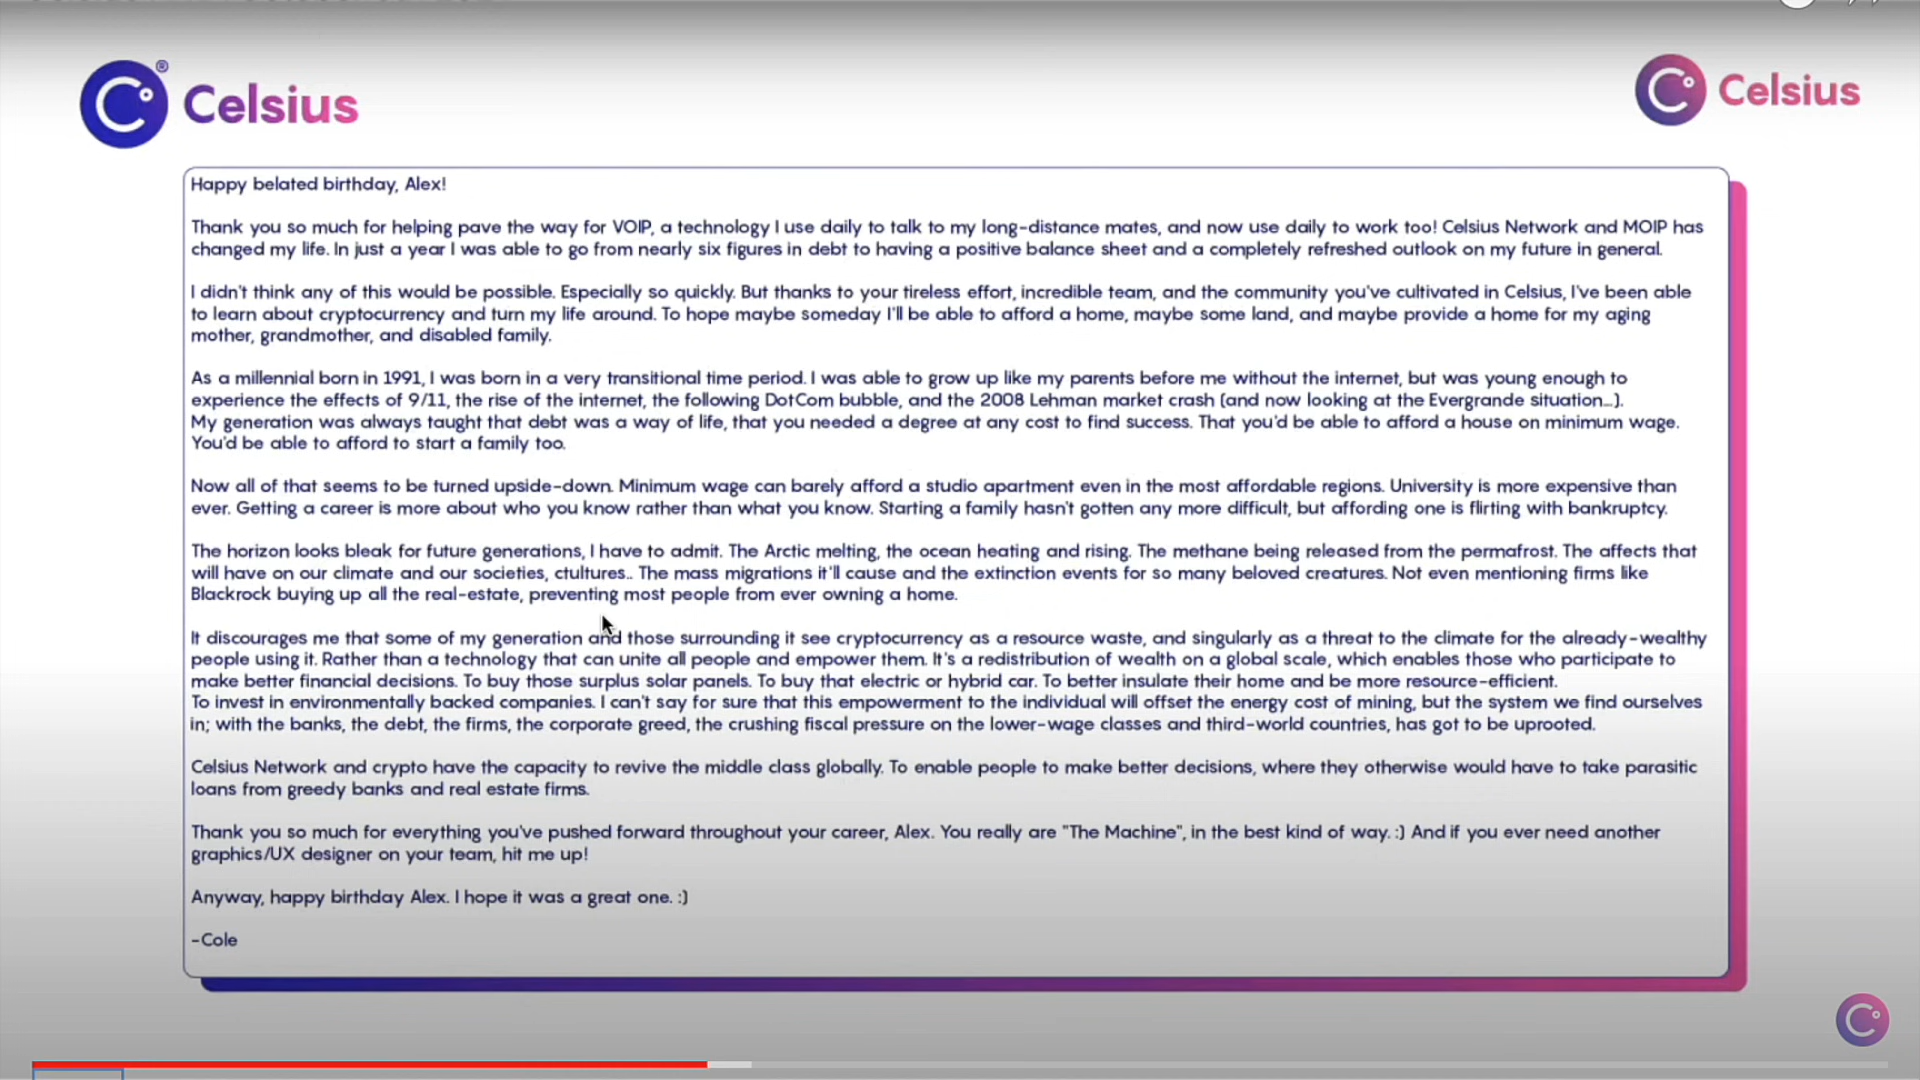 Celsius
Celsius
Happy belated birthday, Alex!
Thank you so much for helping pave the way for VOIP, a technology I use daily to talk to my long-distance mates, and now use daily to work too! Celsius Network and MOIP has
changed my life. In just a year I was able to go from nearly six figures in debt to having a positive balance sheet and a completely refreshed outlook on my future in general.
I didn't think any of this would be possible. Especially so quickly. But thanks to your tireless effort, incredible team, and the community you've cultivated in Celsius, I've been able
to learn about cryptocurrency and turn my life around. To hope maybe someday I'll be able to afford a home, maybe some land, and maybe provide a home for my aging
mother, grandmother, and disabled family.
As a millennial born in 1991, I was born in a very transitional time period. I was able to grow up like my parents before me without the internet, but was young enough to
experience the effects of 9/11, the rise of the internet, the following DotCom bubble, and the 2008 Lehman market crash (and now looking at the Evergrande situation...).
My generation was always taught that debt was a way of life, that you needed a degree at any cost to find success. That you'd be able to afford a house on minimum wage.
You'd be able to afford to start a family too.
Now all of that seems to be turned upside-down. Minimum wage can barely afford a studio apartment even in the most affordable regions. University is more expensive than
ever. Getting a career is more about who you know rather than what you know. Starting a family hasn't gotten any more difficult, but affording one is flirting with bankruptcy.
The horizon looks bleak for future generations, I have to admit. The Arctic melting, the ocean heating and rising. The methane being released from the permafrost. The affects that
will have on our climate and our societies, ctultures.. The mass migrations it'll cause and the extinction events for so many beloved creatures. Not even mentioning firms like
Blackrock buying up all the real-estate, preventing most people from ever owning a home.
It discourages me that some of my generation and those surrounding it see cryptocurrency as a resource waste, and singularly as a threat to the climate for the already-wealthy
people using it. Rather than a technology that can unite all people and empower them. It's a redistribution of wealth on a global scale, which enables those who participate to
make better financial decisions. To buy those surplus solar panels. To buy that electric or hybrid car. To better insulate their home and be more resource-efficient.
To invest in environmentally backed companies. I can't say for sure that this empowerment to the individual will offset the energy cost of mining, but the system we find ourselves
in; with the banks, the debt, the firms, the corporate greed, the crushing fiscal pressure on the lower-wage classes and third-world countries, has got to be uprooted.
Celsius Network and crypto have the capacity to revive the middle class globally. To enable people to make better decisions, where they otherwise would have to take parasitic
loans from greedy banks and real estate firms.
Thank you so much for everything you've pushed forward throughout your career, Alex. You really are "The Machine", in the best kind of way. :) And if you ever need another
graphics/UX designer on your team, hit me up!
Anyway, happy birthday Alex. I hope it was a great one. :)
-Cole